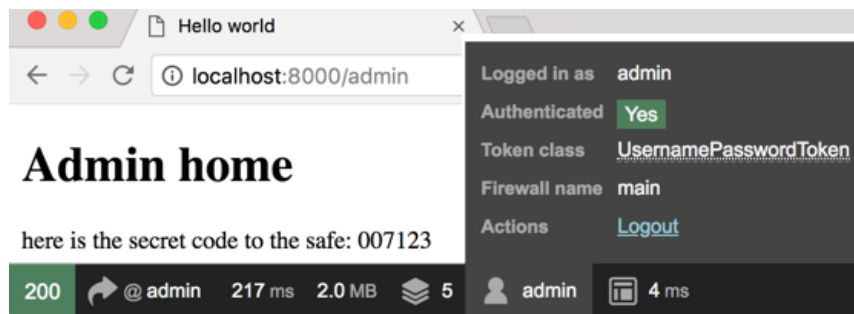 Hello world
localhost:8000/admin
Admin home
here is the secret code to the safe: 007123
Logged in as admin
Authenticated Yes
Token class UsernamePasswordToken
Firewall name main
Actions Logout
200 @ admin 217 ms 2.0 MB 5 admin 4 ms